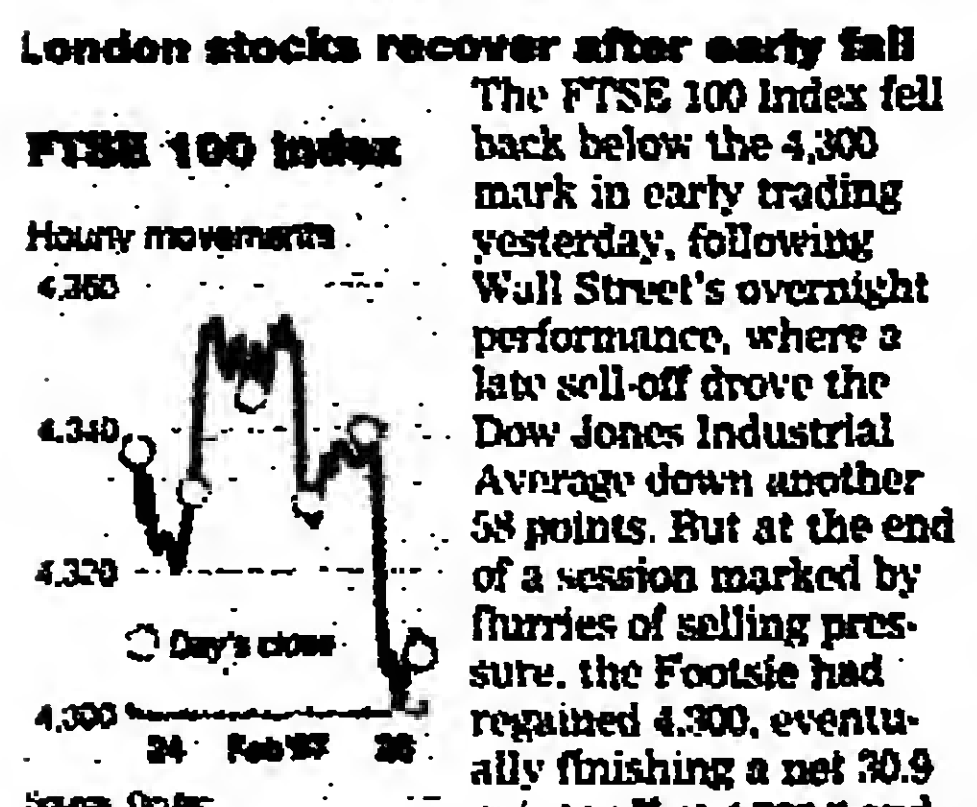 London stocks recover after early fall
FTSE 100 index
Hourly movements
4,360
4,340
4,320
Day's close
4,300
24 Feb '97 28
The FTSE 100 Index fell
back below the 4,300
mark in early trading
yesterday, following
Wall Street's overnight
performance, where a
late sell-off drove the
Dow Jones Industrial
Average down another
58 points. But at the end
of a session marked by
flurries of selling pres-
sure, the Footsie had
regained 4,300, eventu-
ally finishing a net 30.9